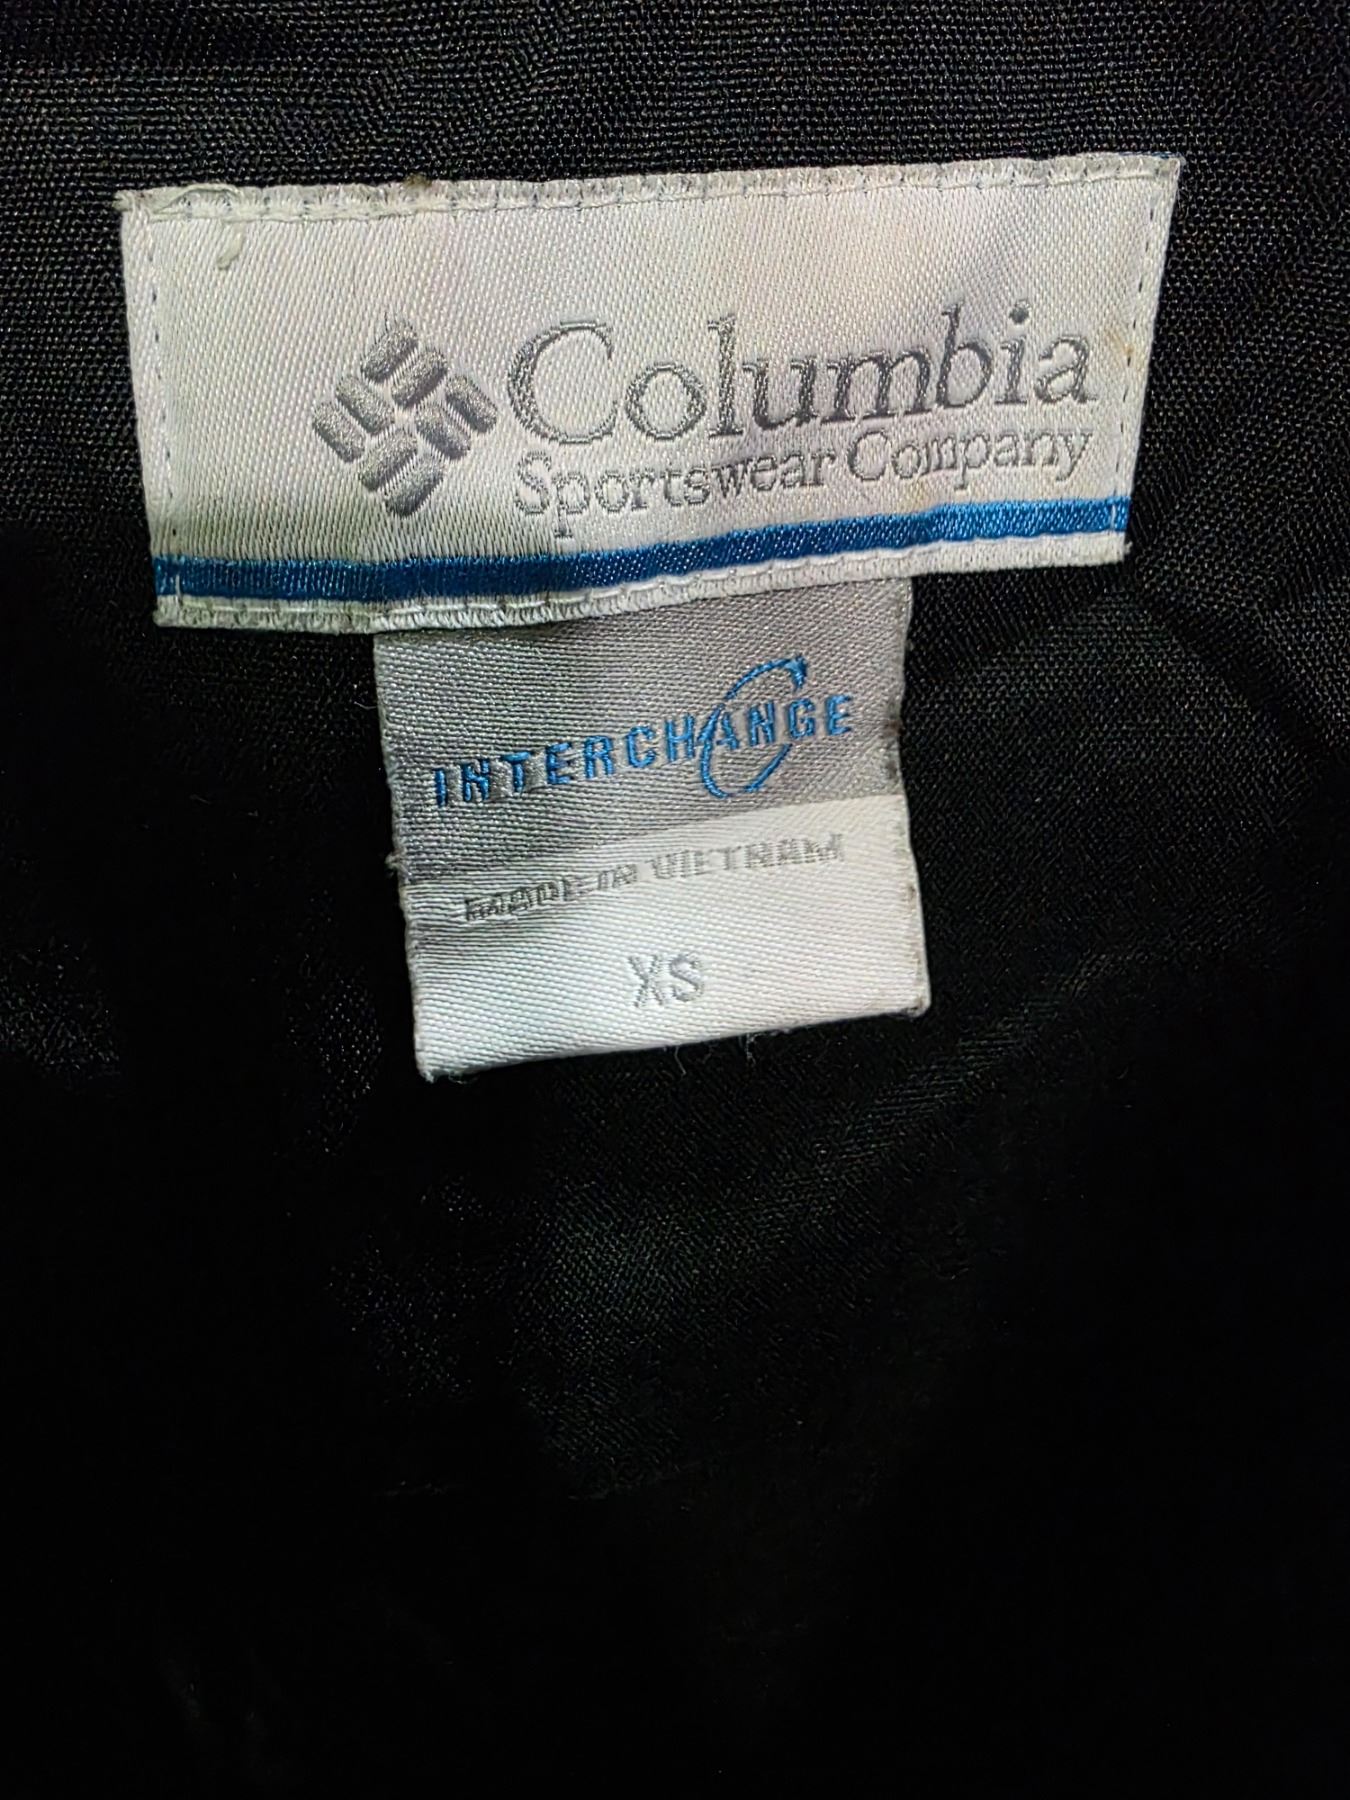 Columbia
Sportswear Company
INTERCHANGE
MADE IN VIETNAM
XS